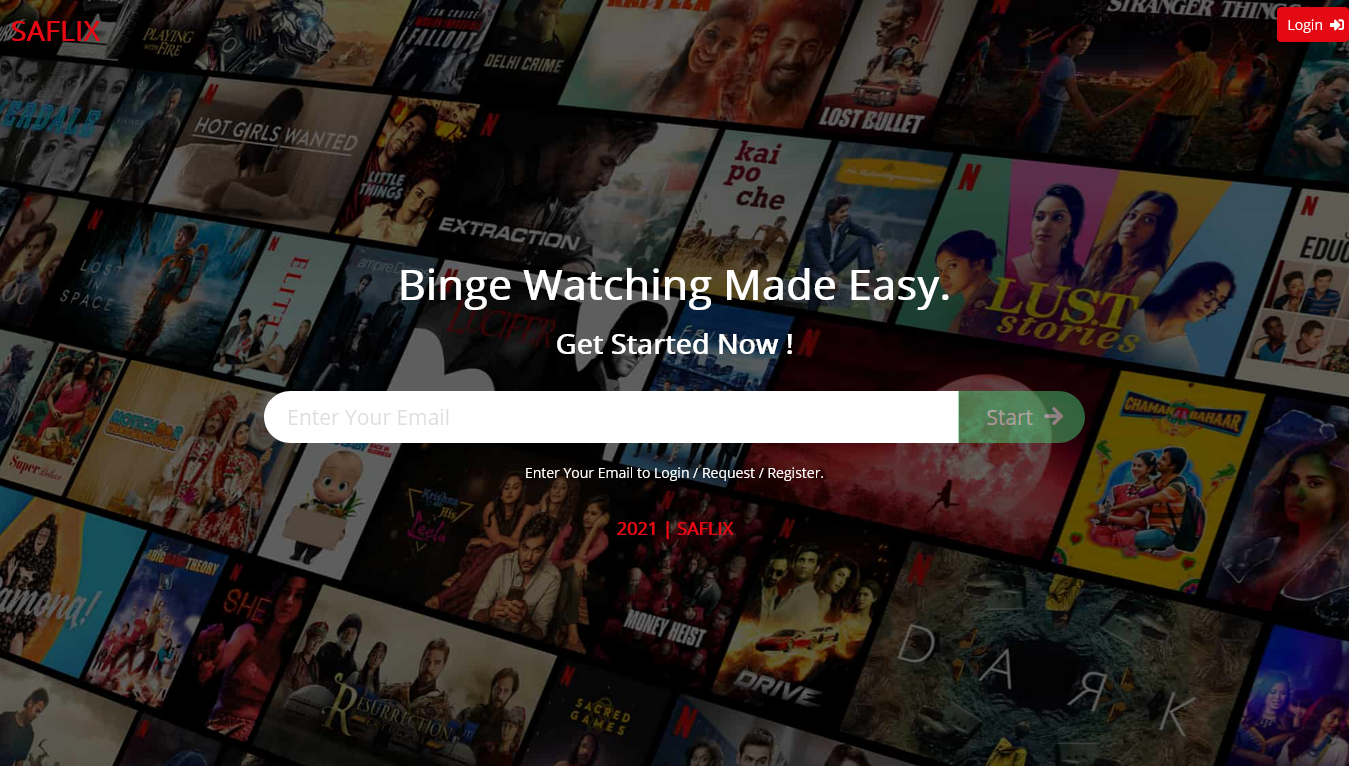 SAFLIX
Login
PLAYING WITH FIRE
TOM CRUISE
FALLOUT
DELHI CRIME
LOST BULLET
STRANGER THINGS
HOT GIRLS WANTED
LITTLE THINGS
EXTRACTION
kai
po
che
LOST
IN
SPACE
ELITE
LUST
stories
Binge Watching Made Easy.
Get Started Now !
Enter Your Email
Start
CHAMAN BAHAAR
Enter Your Email to Login / Request / Register.
Krishna
and His
Leela
2021 | SAFLIX
BIG BANG THEORY
SHE
MONEY HEIST
DRIVE
DARK
RESURRECTION
SACRED
GAMES